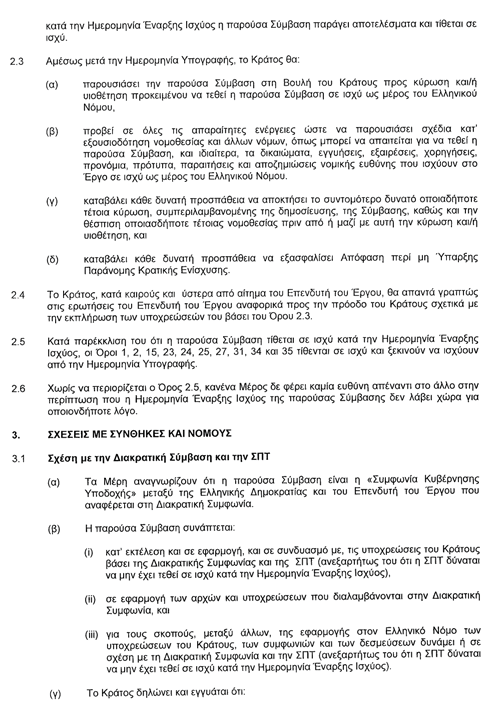 κατά την Ημερομηνία Έναρξης Ισχύος η παρούσα Σύμβαση παράγει αποτελέσματα και τίθεται σε
ισχύ.
2.3 Αμέσως μετά την Ημερομηνία Υπογραφής, το Κράτος θα:
(α) παρουσιάσει την παρούσα Σύμβαση στη Βουλή του Κράτους προς κύρωση και/ή
υιοθέτηση προκειμένου να τεθεί η παρούσα Σύμβαση σε ισχύ ως μέρος του Ελληνικού
Νόμου,
(β) προβεί σε όλες τις απαραίτητες ενέργειες ώστε να παρουσιάσει σχέδια κατ'
εξουσιοδότηση νομοθεσίας και άλλων νόμων, όπως μπορεί να απαιτείται για να τεθεί η
παρούσα Σύμβαση, και ιδιαίτερα, τα δικαιώματα, εγγυήσεις, εξαιρέσεις, χορηγήσεις,
προνόμια, πρότυπα, παραιτήσεις και αποζημιώσεις νομικής ευθύνης που ισχύουν στο
Έργο σε ισχύ ως μέρος του Ελληνικού Νόμου.
(γ) καταβάλει κάθε δυνατή προσπάθεια να αποκτήσει το συντομότερο δυνατό οποιαδήποτε
τέτοια κύρωση, συμπεριλαμβανομένης της δημοσίευσης, της Σύμβασης, καθώς και την
θέσπιση οποιασδήποτε τέτοιας νομοθεσίας πριν από ή μαζί με αυτή την κύρωση και/ή
υιοθέτηση, και
(δ) καταβάλει κάθε δυνατή προσπάθεια να εξασφαλίσει Απόφαση περί μη Ύπαρξης
Παράνομης Κρατικής Ενίσχυσης.
2.4 Το Κράτος, κατά καιρούς και ύστερα από αίτημα του Επενδυτή του Έργου, θα απαντά γραπτώς
στις ερωτήσεις του Επενδυτή του Έργου αναφορικά προς την πρόοδο του Κράτους σχετικά με
την εκπλήρωση των υποχρεώσεών του βάσει του Όρου 2.3.
2.5 Κατά παρέκκλιση του ότι η παρούσα Σύμβαση τίθεται σε ισχύ κατά την Ημερομηνία Έναρξης
Ισχύος, οι Όροι 1, 2, 15, 23, 24, 25, 27, 31, 34 και 35 τίθενται σε ισχύ και ξεκινούν να ισχύουν
από την Ημερομηνία Υπογραφής.
2.6 Χωρίς να περιορίζεται ο Όρος 2.5, κανένα Μέρος δε φέρει καμία ευθύνη απέναντι στο άλλο στην
περίπτωση που η Ημερομηνία Έναρξης Ισχύος της παρούσας Σύμβασης δεν λάβει χώρα για
οποιονδήποτε λόγο.
3. ΣΧΕΣΕΙΣ ΜΕ ΣΥΝΘΗΚΕΣ ΚΑΙ ΝΟΜΟΥΣ
3.1 Σχέση με την Διακρατική Σύμβαση και την ΣΠΤ
(α) Τα Μέρη αναγνωρίζουν ότι η παρούσα Σύμβαση είναι η «Συμφωνία Κυβέρνησης
Υποδοχής» μεταξύ της Ελληνικής Δημοκρατίας και του Επενδυτή του Έργου που
αναφέρεται στη Διακρατική Συμφωνία.
(β) Η παρούσα Σύμβαση συνάπτεται:
(i) κατ' εκτέλεση και σε εφαρμογή, και σε συνδυασμό με, τις υποχρεώσεις του Κράτους
βάσει της Διακρατικής Συμφωνίας και της ΣΠΤ (ανεξαρτήτως του ότι η ΣΠΤ δύναται
να μην έχει τεθεί σε ισχύ κατά την Ημερομηνία Έναρξης Ισχύος),
(ii) σε εφαρμογή των αρχών και υποχρεώσεων που διαλαμβάνονται στην Διακρατική
Συμφωνία, και
(iii) για τους σκοπούς, μεταξύ άλλων, της εφαρμογής στον Ελληνικό Νόμο των
υποχρεώσεων του Κράτους, των συμφωνιών και των δεσμεύσεων δυνάμει ή σε
σχέση με τη Διακρατική Συμφωνία και την ΣΠΤ (ανεξαρτήτως του ότι η ΣΠΤ δύναται
να μην έχει τεθεί σε ισχύ κατά την Ημερομηνία Έναρξης Ισχύος).
(γ) Το Κράτος δηλώνει και εγγυάται ότι: